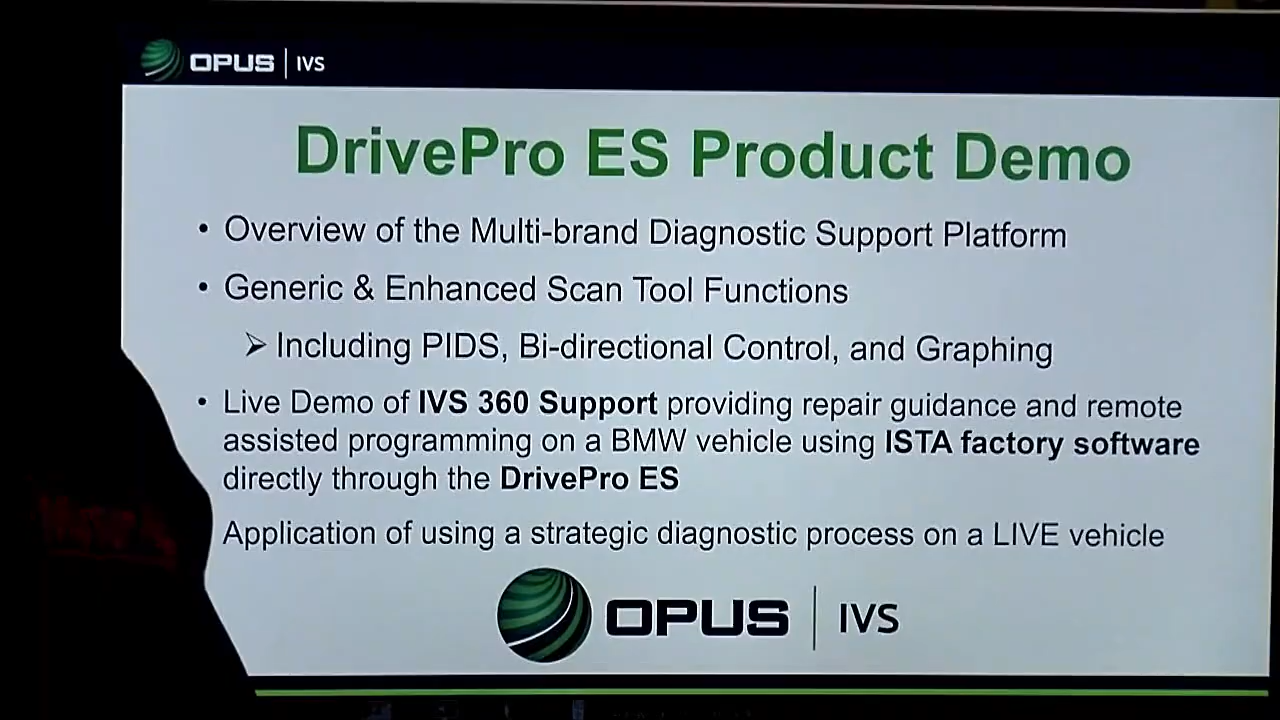 OPUS | IVS
DrivePro ES Product Demo
• Overview of the Multi-brand Diagnostic Support Platform
• Generic & Enhanced Scan Tool Functions
➢ Including PIDS, Bi-directional Control, and Graphing
• Live Demo of IVS 360 Support providing repair guidance and remote
assisted programming on a BMW vehicle using ISTA factory software
directly through the DrivePro ES
Application of using a strategic diagnostic process on a LIVE vehicle
OPUS | IVS